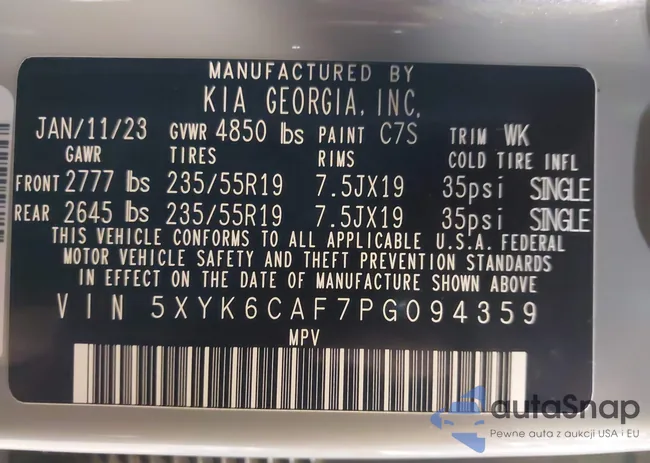 MANUFACTURED BY
KIA GEORGIA, INC.
JAN/11/23 GVWR 4850 lbs PAINT C7S TRIM WK
GAWR TIRES RIMS COLD TIRE INFL
FRONT 2777 lbs 235/55R19 7.5JX19 35psi SINGLE
REAR 2645 lbs 235/55R19 7.5JX19 35psi SINGLE
THIS VEHICLE CONFORMS TO ALL APPLICABLE U.S.A. FEDERAL
MOTOR VEHICLE SAFETY AND THEFT PREVENTION STANDARDS
IN EFFECT ON THE DATE OF MANUFACTURE SHOWN ABOVE
VIN 5XYK6CAF7PG094359
MPV
autaSnap
Pewne auta z aukcji USA i EU